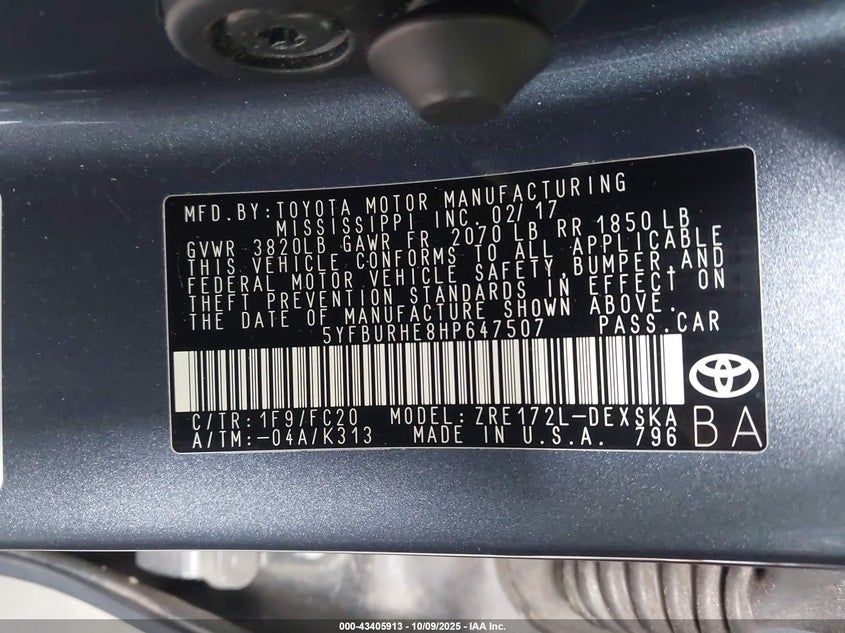 MFD.BY:TOYOTA MOTOR MANUFACTURING
MISSISSIPPI INC. 02/17
GVWR 3820LB GAWR FR 2070 LB RR 1850 LB
THIS VEHICLE CONFORMS TO ALL APPLICABLE
FEDERAL MOTOR VEHICLE SAFETY,BUMPER,AND
THEFT PREVENTION STANDARDS IN EFFECT ON
THE DATE OF MANUFACTURE SHOWN ABOVE.
5YFBURHE8HP647507 PASS.CAR
C/TR:1F9/FC20 MODEL:ZRE172L-DEXSKA
A/TM:-04A/K313 MADE IN U.S.A. 796
BA
000-43405913 - 10/09/2025 - IAA Inc.